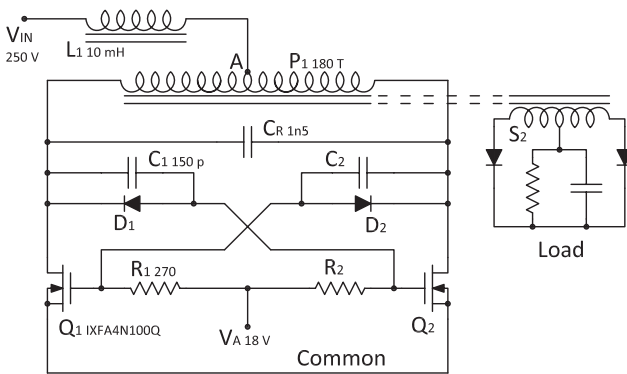 VIN
250 V
L1 10 mH
A
P1 180 T
CR 1n5
S2
C1 150 p
C2
D1
D2
Load
R1 270
R2
Q1 IXFA4N100Q
VA 18 V
Q2
Common